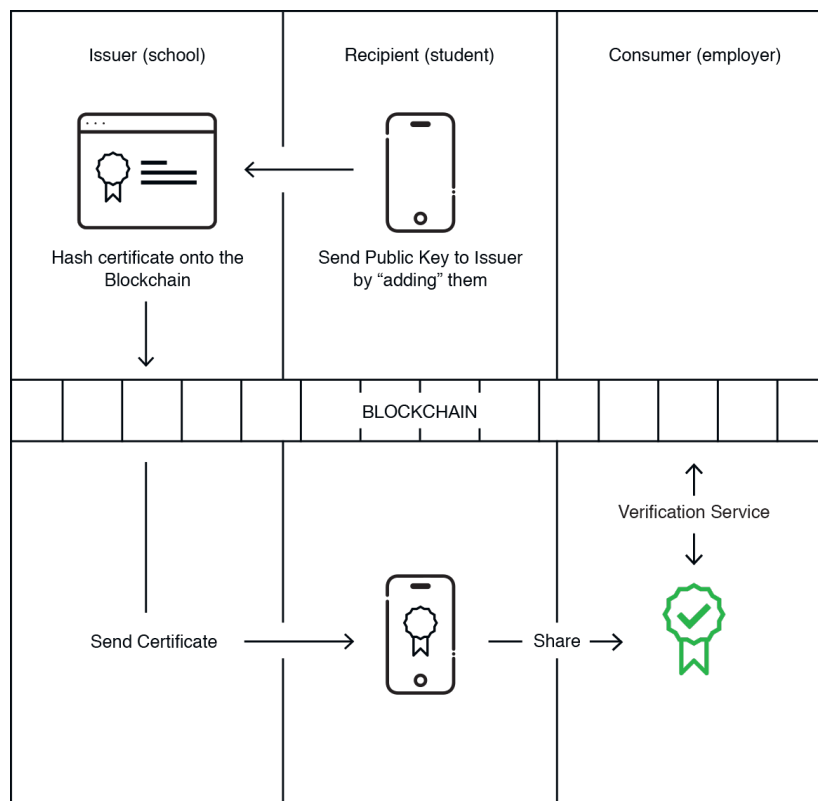 Issuer (school)
Recipient (student)
Consumer (employer)
Hash certificate onto the
Blockchain
Send Public Key to Issuer
by “adding” them
BLOCKCHAIN
Verification Service
Send Certificate
Share